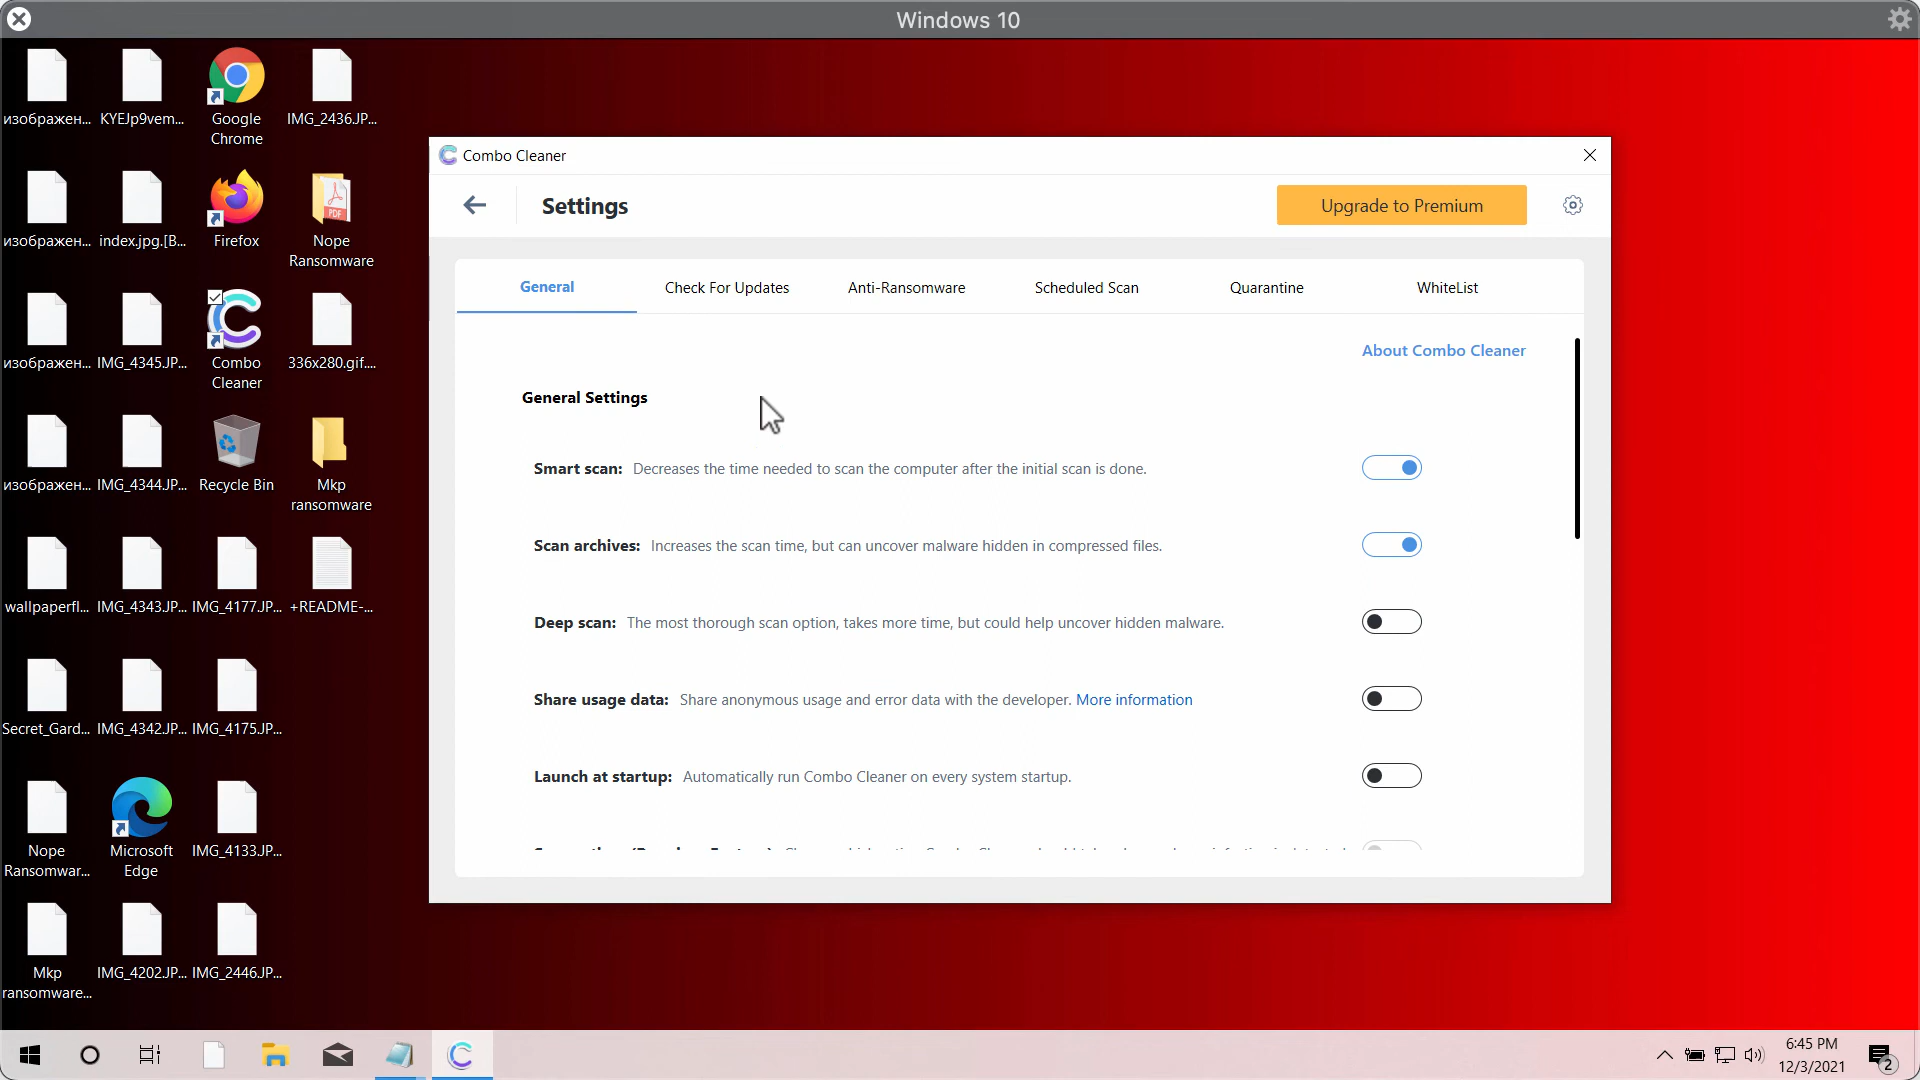 Windows 10
изображен...
KYEJp9vem...
Google
Chrome
IMG_2436.JP...
изображен...
index.jpg.[B...
Firefox
Nope
Ransomware
изображен...
IMG_4345.JP...
Combo
Cleaner
336x280.gif....
изображен...
IMG_4344.JP...
Recycle Bin
Mkp
ransomware
wallpaperfl...
IMG_4343.JP...
IMG_4177.JP...
+README-...
Secret_Gard...
IMG_4342.JP...
IMG_4175.JP...
Nope
Ransomwar...
Microsoft
Edge
IMG_4133.JP...
Mkp
ransomware...
IMG_4202.JP...
IMG_2446.JP...
PDF
Combo Cleaner
Settings
Upgrade to Premium
General
Check For Updates
Anti-Ransomware
Scheduled Scan
Quarantine
WhiteList
About Combo Cleaner
General Settings
Smart scan: Decreases the time needed to scan the computer after the initial scan is done.
Scan archives: Increases the scan time, but can uncover malware hidden in compressed files.
Deep scan: The most thorough scan option, takes more time, but could help uncover hidden malware.
Share usage data: Share anonymous usage and error data with the developer. More information
Launch at startup: Automatically run Combo Cleaner on every system startup.
6:45 PM
12/3/2021
2